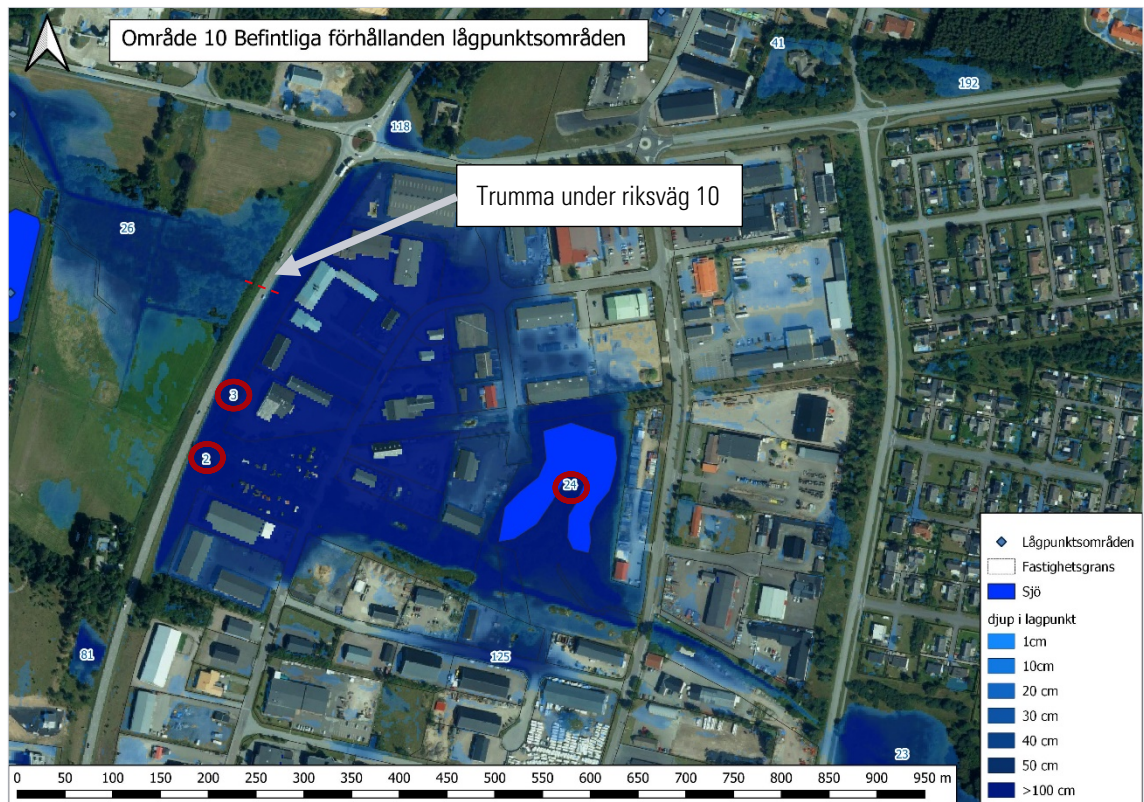 Område 10 Befintliga förhållanden lågpunktsområden
41
192
118
Trumma under riksväg 10
26
3
2
24
81
125
23
Lågpunktsområden
Fastighetsgrans
Sjö
djup i lagpunkt
1cm
10cm
20 cm
30 cm
40 cm
50 cm
>100 cm
0 50 100 150 200 250 300 350 400 450 500 550 600 650 700 750 800 850 900 950 m